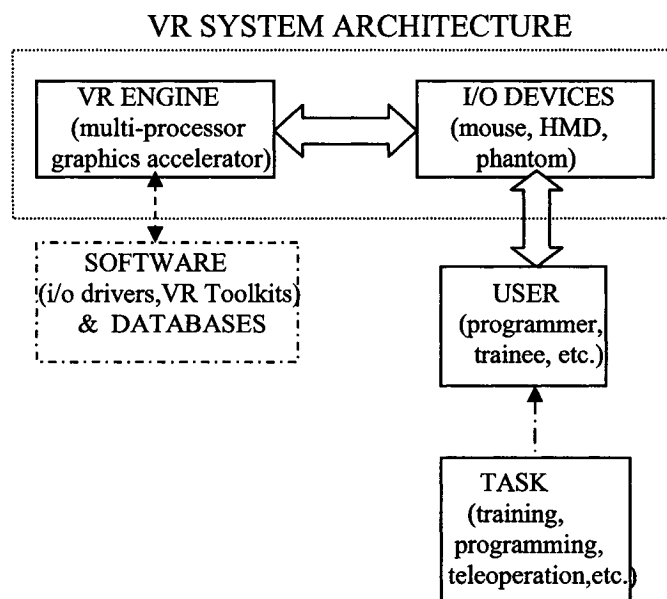 VR SYSTEM ARCHITECTURE
VR ENGINE
(multi-processor
graphics accelerator)
I/O DEVICES
(mouse, HMD,
phantom)
SOFTWARE
(i/o drivers,VR Toolkits)
& DATABASES
USER
(programmer,
trainee, etc.)
TASK
(training,
programming,
teleoperation,etc.)